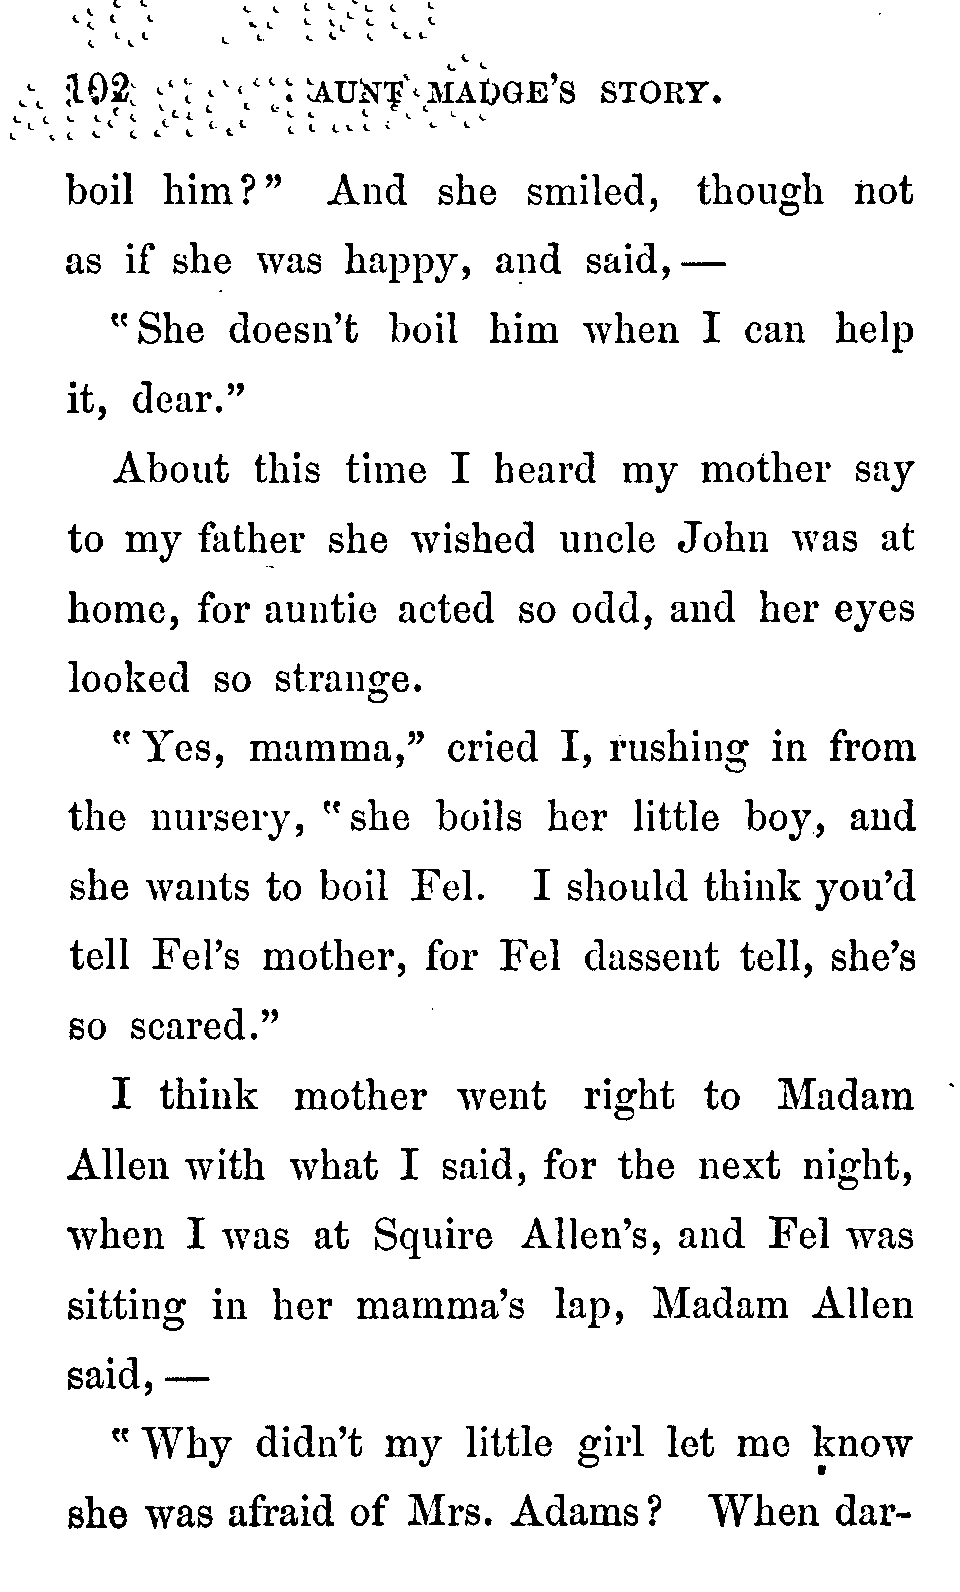 102 AUNT MADGE'S STORY.
boil him?" And she smiled, though not
as if she was happy, and said,—
"She doesn't boil him when I can help
it, dear."
About this time I heard my mother say
to my father she wished uncle John was at
home, for auntie acted so odd, and her eyes
looked so strange.
"Yes, mamma," cried I, rushing in from
the nursery, "she boils her little boy, and
she wants to boil Fel. I should think you'd
tell Fel's mother, for Fel dassent tell, she's
so scared."
I think mother went right to Madam
Allen with what I said, for the next night,
when I was at Squire Allen's, and Fel was
sitting in her mamma's lap, Madam Allen
said,—
"Why didn't my little girl let me know
she was afraid of Mrs. Adams? When dar-